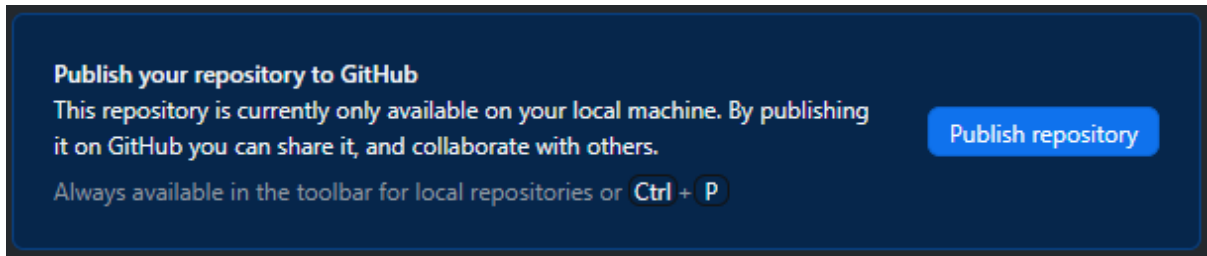 Publish your repository to GitHub
This repository is currently only available on your local machine. By publishing
it on GitHub you can share it, and collaborate with others.
Publish repository
Always available in the toolbar for local repositories or Ctrl + P